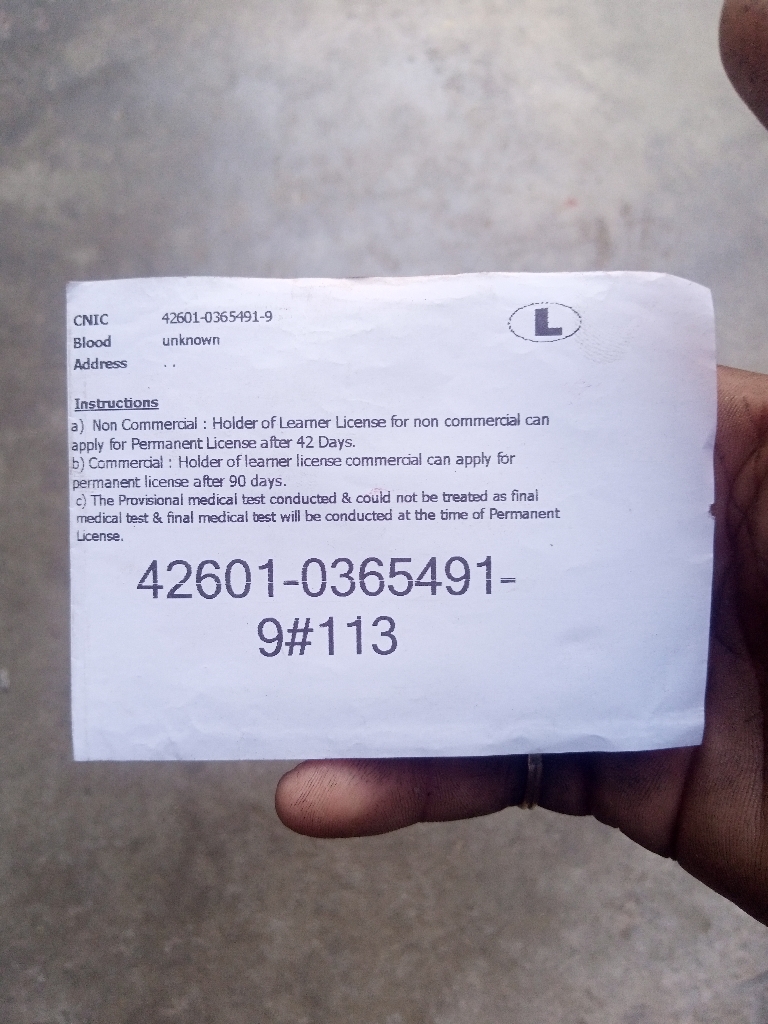 CNIC 42601-0365491-9
L
Blood unknown
Address . .
Instructions
a) Non Commercial : Holder of Learner License for non commercial can
apply for Permanent License after 42 Days.
b) Commercial : Holder of learner license commercial can apply for
permanent license after 90 days.
c) The Provisional medical test conducted & could not be treated as final
medical test & final medical test will be conducted at the time of Permanent
License.
42601-0365491-
9#113